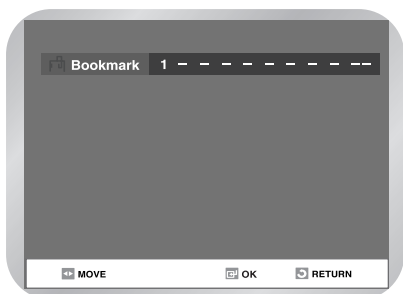 Bookmark 1 – – – – – – – – ––
MOVE OK RETURN